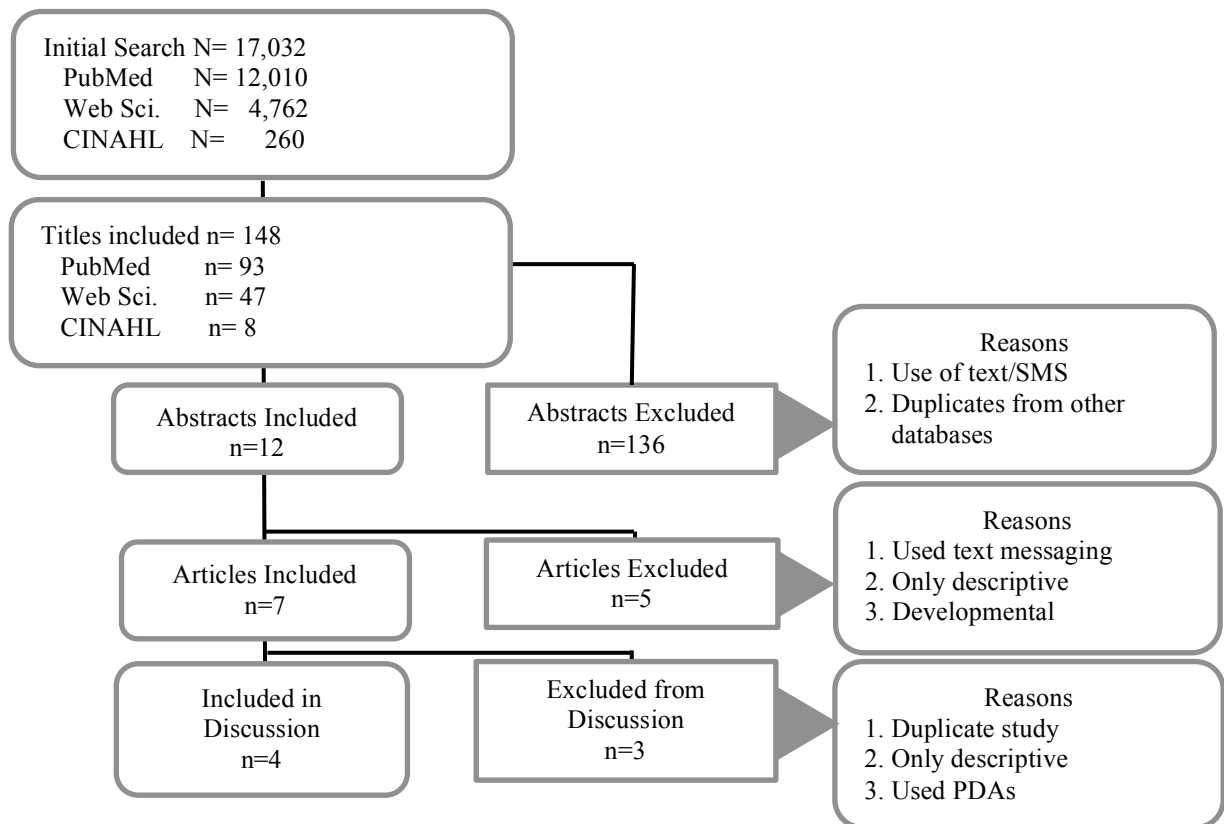 Initial Search N= 17,032
PubMed N= 12,010
Web Sci. N= 4,762
CINAHL N= 260
Titles included n= 148
PubMed n= 93
Web Sci. n= 47
CINAHL n= 8
Abstracts Included
n=12
Abstracts Excluded
n=136
Reasons
1. Use of text/SMS
2. Duplicates from other
databases
Articles Included
n=7
Articles Excluded
n=5
Reasons
1. Used text messaging
2. Only descriptive
3. Developmental
Included in
Discussion
n=4
Excluded from
Discussion
n=3
Reasons
1. Duplicate study
2. Only descriptive
3. Used PDAs